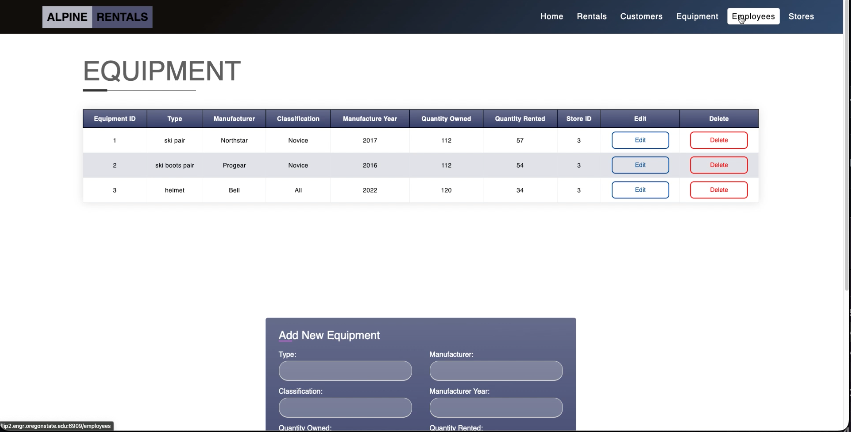 ALPINE RENTALS Home Rentals Customers Equipment Employees Stores
EQUIPMENT
Equipment ID Type Manufacturer Classification Manufacture Year Quantity Owned Quantity Rented Store ID Edit Delete
1 ski pair Northstar Novice 2017 112 57 3 Edit Delete
2 ski boots pair Progear Novice 2016 112 54 3 Edit Delete
3 helmet Bell All 2022 120 34 3 Edit Delete
Add New Equipment
Type: Manufacturer:
Classification: Manufacturer Year:
Quantity Owned: Quantity Rented:
flip2.engr.oregonstate.edu:6909/employees